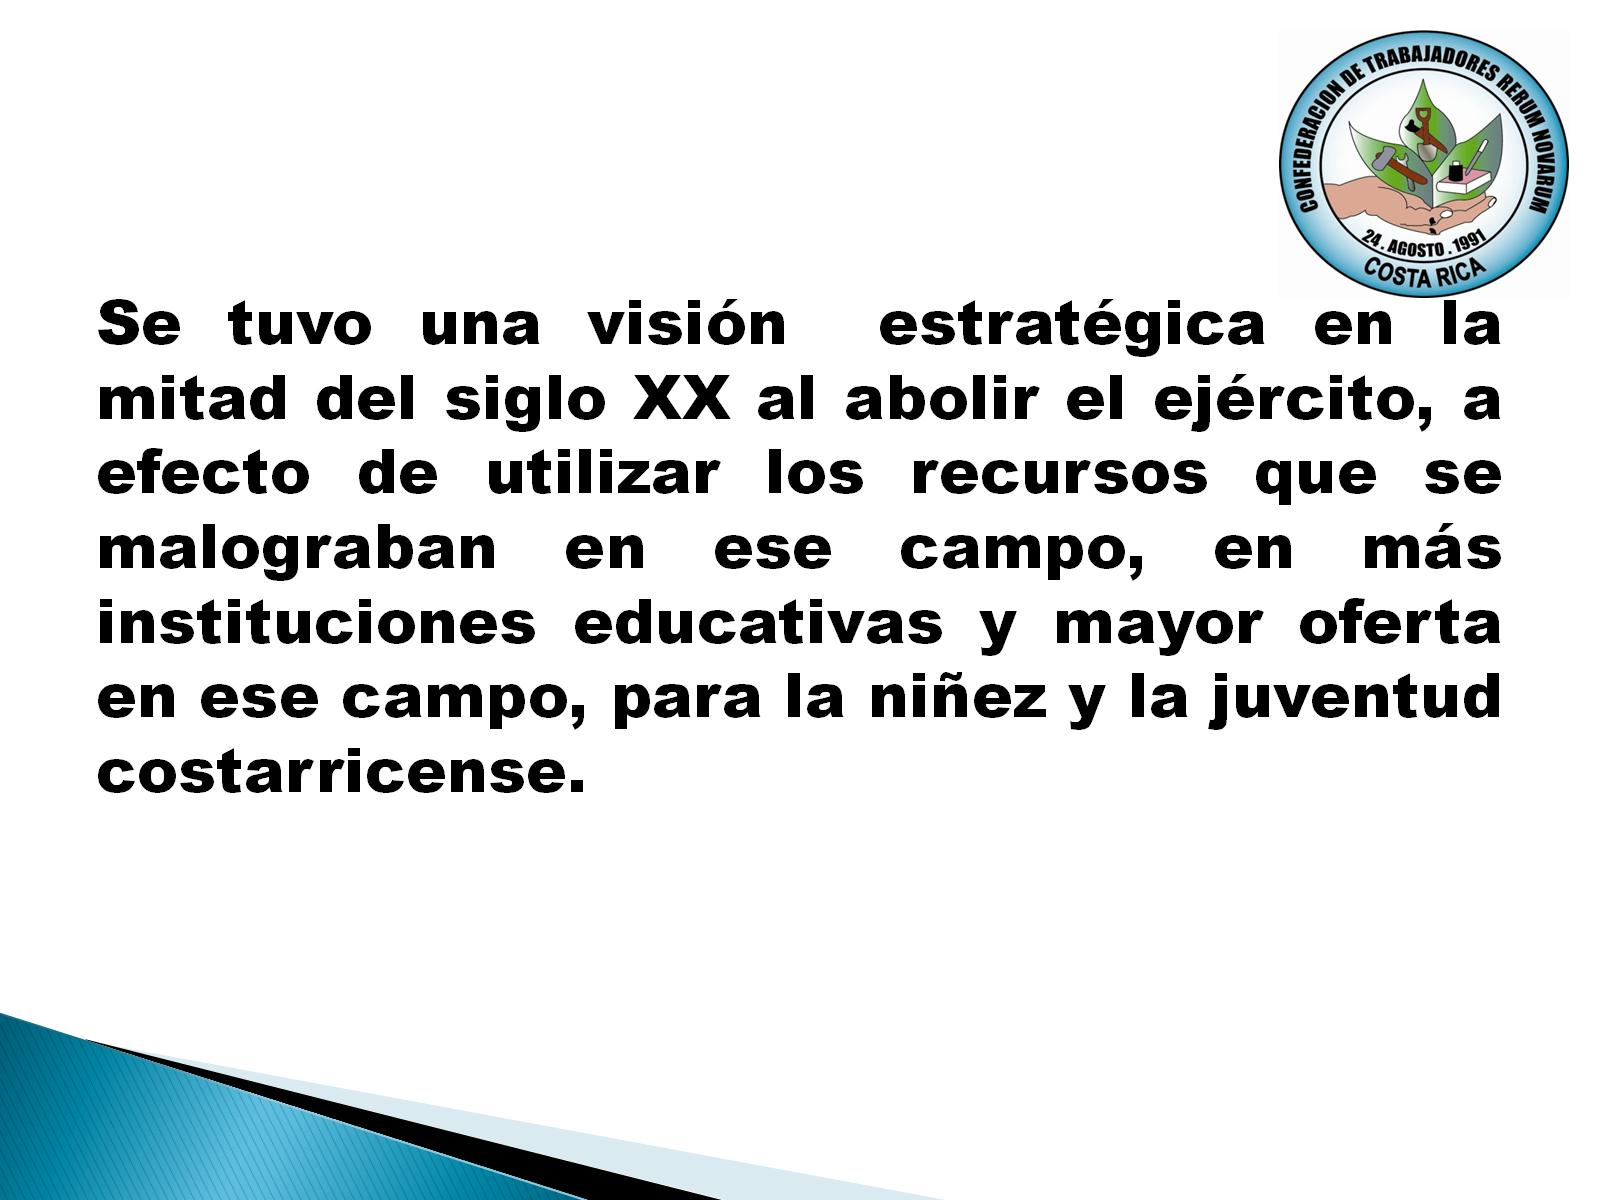 CONFEDERACION DE TRABAJADORES RERUM NOVARUM
24 . AGOSTO . 1991
COSTA RICA
Se tuvo una visión estratégica en la
mitad del siglo XX al abolir el ejército, a
efecto de utilizar los recursos que se
malograban en ese campo, en más
instituciones educativas y mayor oferta
en ese campo, para la niñez y la juventud
costarricense.